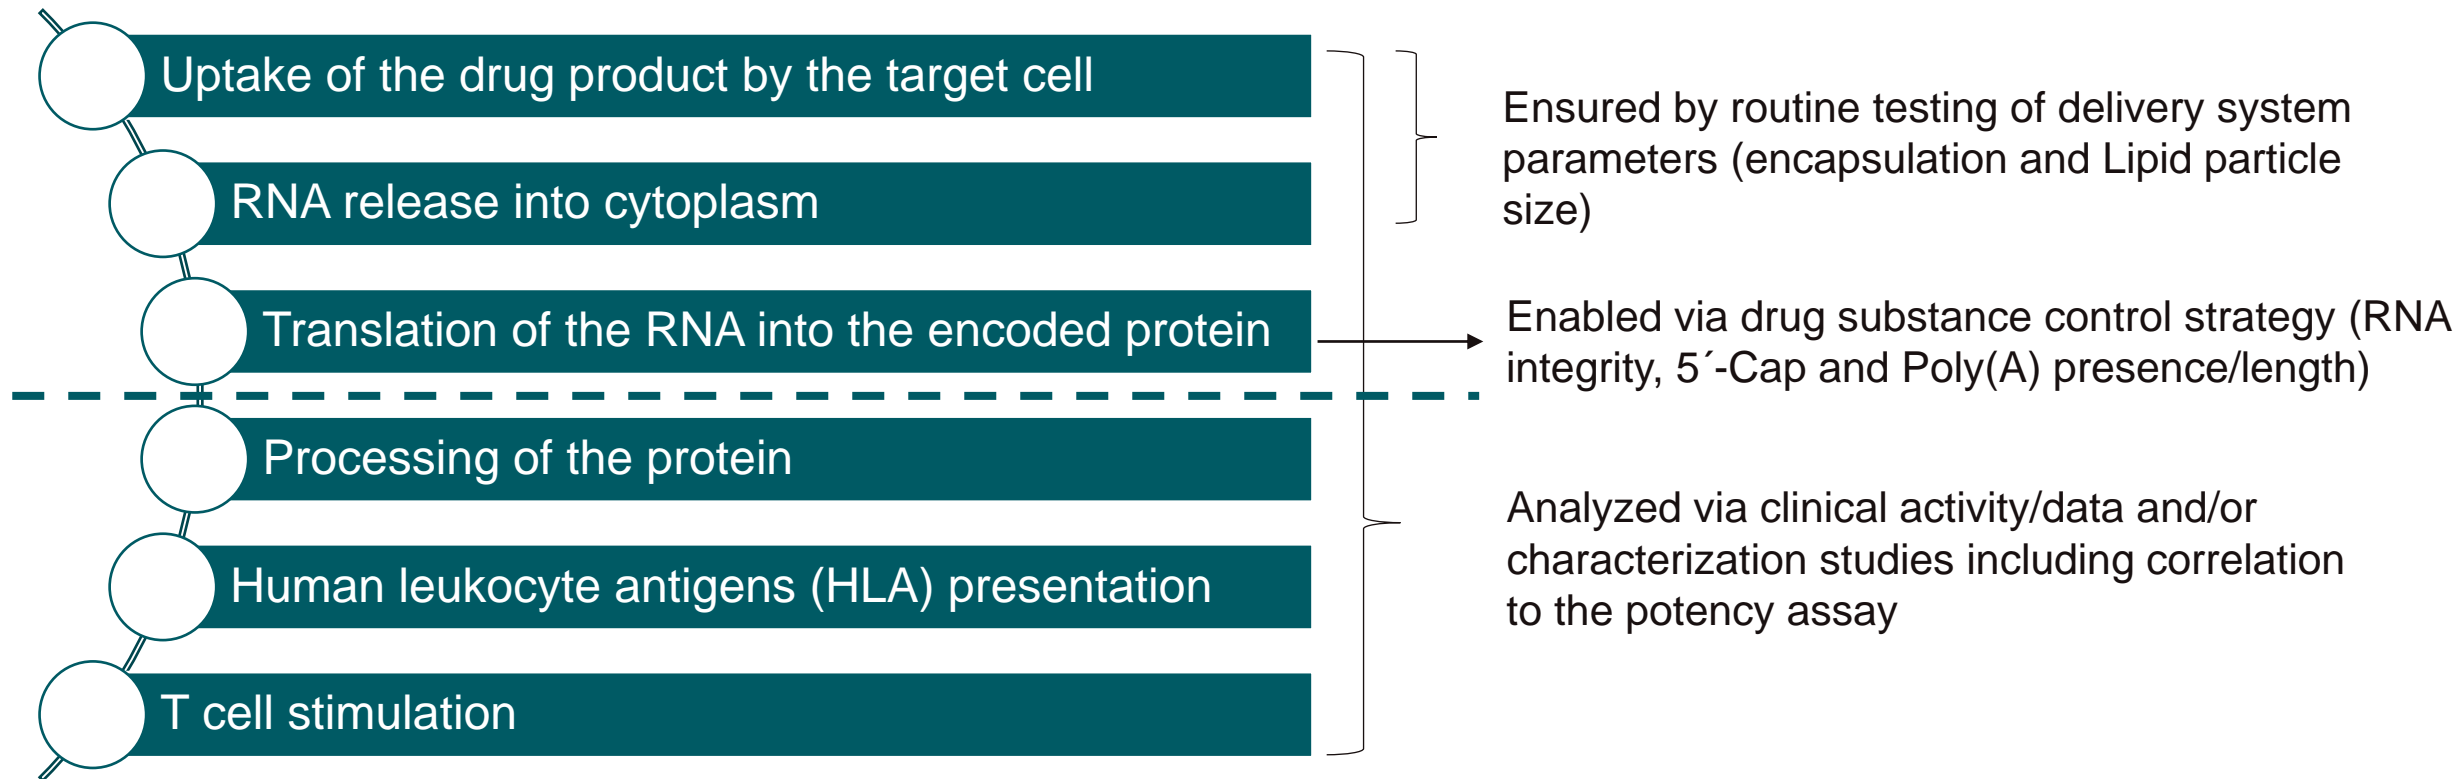 Uptake of the drug product by the target cell
RNA release into cytoplasm
Translation of the RNA into the encoded protein
Processing of the protein
Human leukocyte antigens (HLA) presentation
T cell stimulation
Ensured by routine testing of delivery system
parameters (encapsulation and Lipid particle
size)
Enabled via drug substance control strategy (RNA
integrity, 5´-Cap and Poly(A) presence/length)
Analyzed via clinical activity/data and/or
characterization studies including correlation
to the potency assay